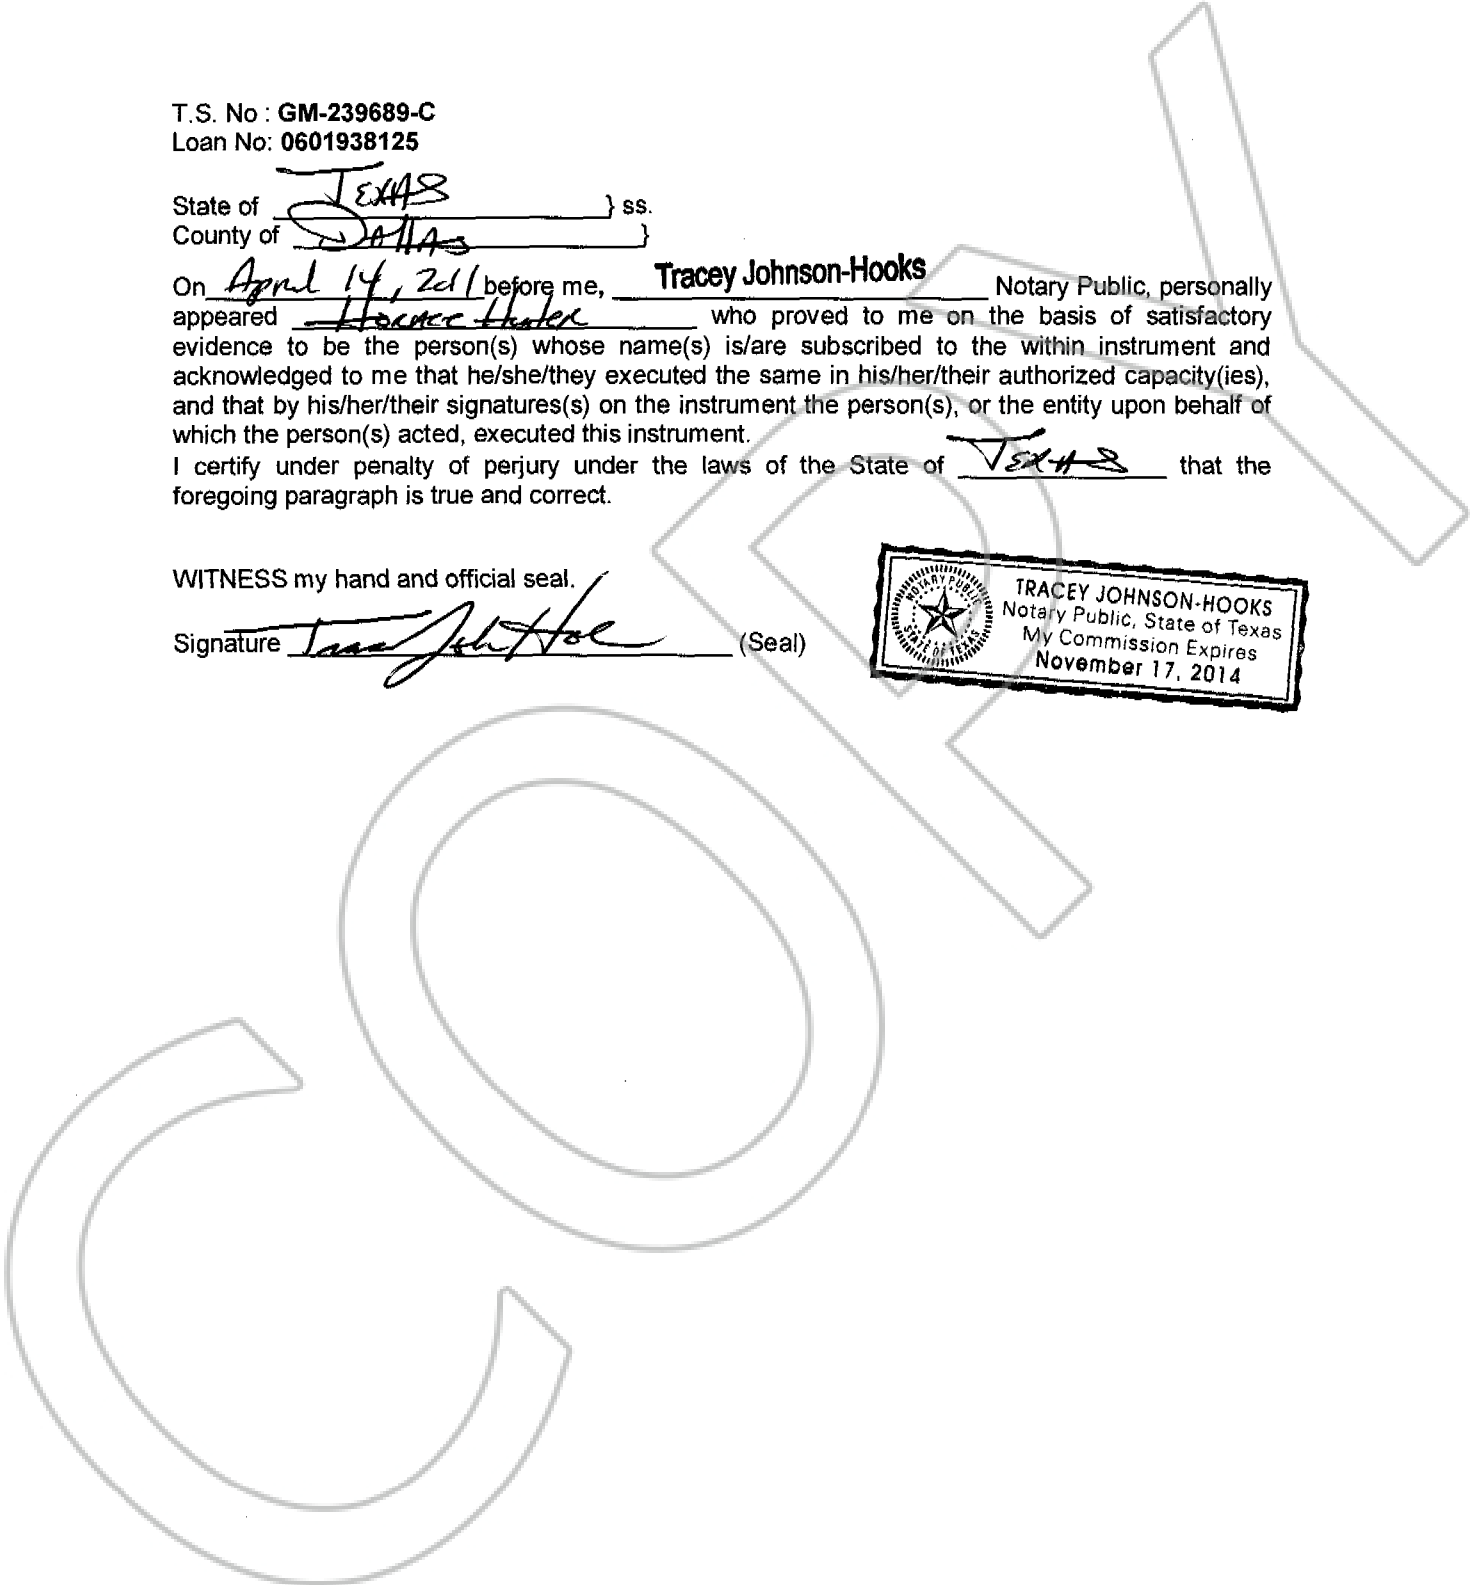 T.S. No : GM-239689-C
Loan No: 0601938125
State of TEXAS } ss.
County of DAllAS }
On April 14, 2011 before me, Tracey Johnson-Hooks Notary Public, personally
appeared Horace Hunter who proved to me on the basis of satisfactory
evidence to be the person(s) whose name(s) is/are subscribed to the within instrument and
acknowledged to me that he/she/they executed the same in his/her/their authorized capacity(ies),
and that by his/her/their signatures(s) on the instrument the person(s), or the entity upon behalf of
which the person(s) acted, executed this instrument.
I certify under penalty of perjury under the laws of the State of TEXAS that the
foregoing paragraph is true and correct.
WITNESS my hand and official seal.
Signature (Seal)
NOTARY PUBLIC
STATE OF TEXAS
TRACEY JOHNSON-HOOKS
Notary Public, State of Texas
My Commission Expires
November 17, 2014
COPY